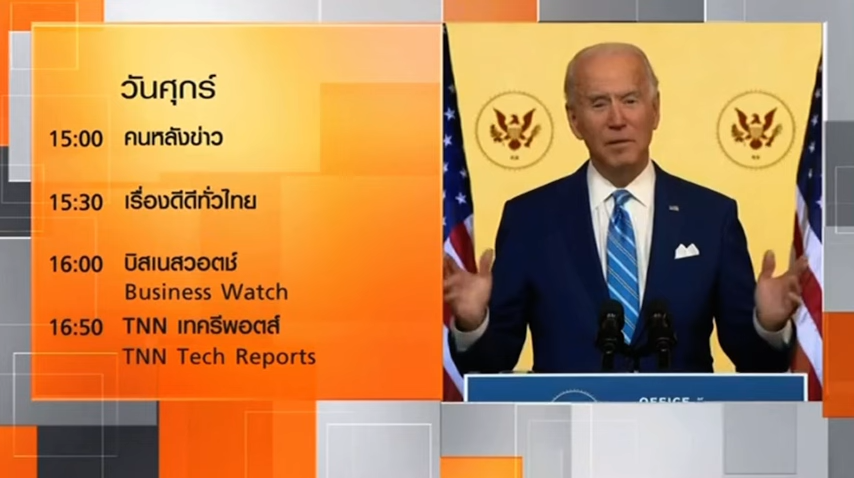 วันศุกร์
15:00 คนหลังข่าว
15:30 เรื่องดีดีทั่วไทย
16:00 บิสเนสวอตช์
Business Watch
16:50 TNN เทครีพอตส์
TNN Tech Reports
OFFICE